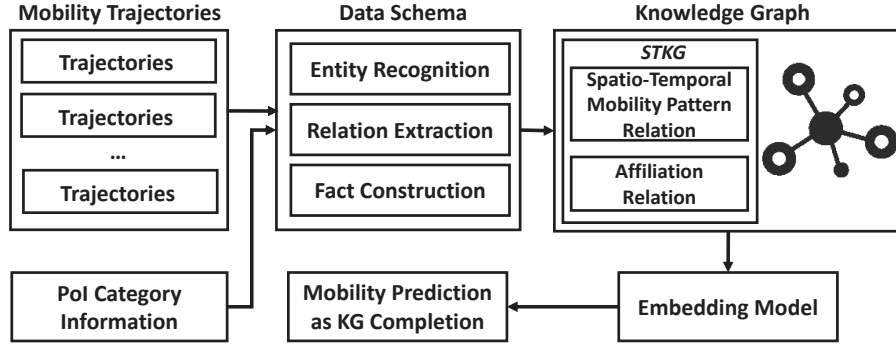 Mobility Trajectories
Trajectories
Trajectories
...
Trajectories
PoI Category
Information
Data Schema
Entity Recognition
Relation Extraction
Fact Construction
Knowledge Graph
STKG
Spatio-Temporal
Mobility Pattern
Relation
Affiliation
Relation
Embedding Model
Mobility Prediction
as KG Completion